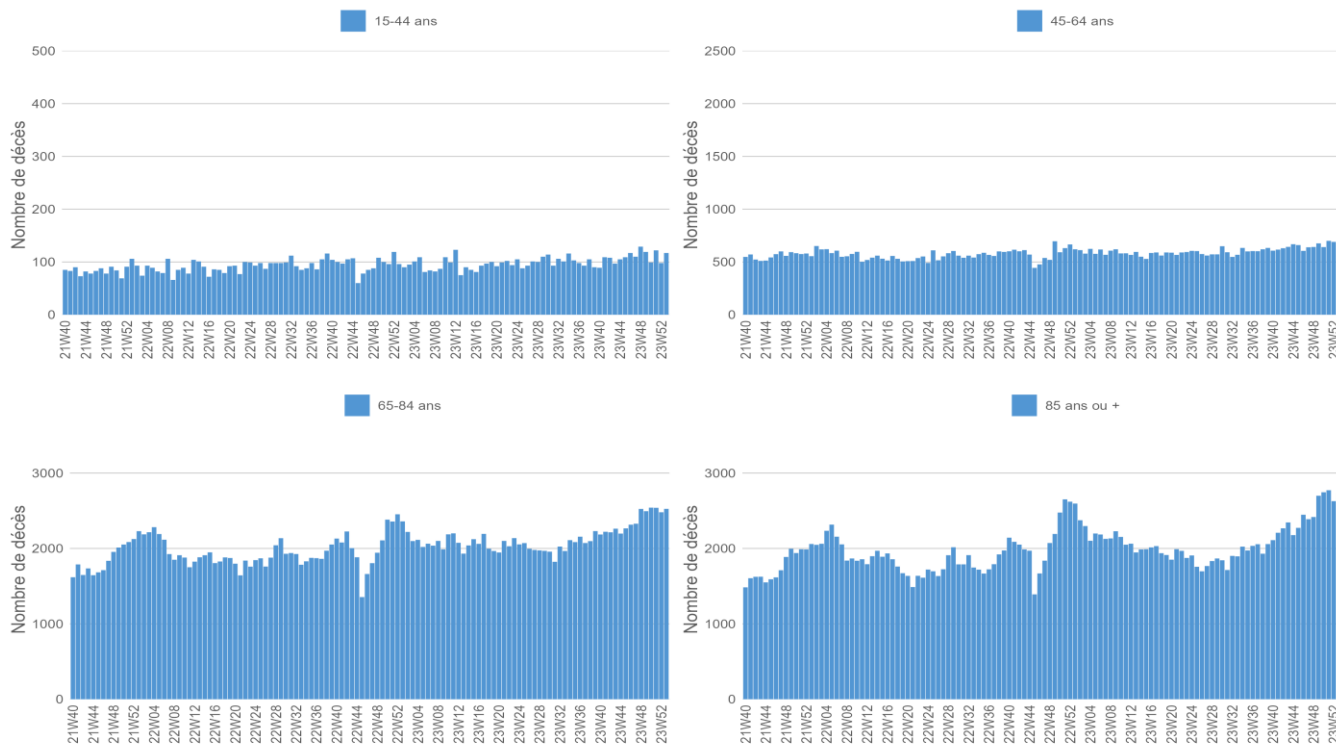 15-44 ans
500
400
300
200
100
0
Nombre de décès
21W40
21W44
21W48
21W52
22W04
22W08
22W12
22W16
22W20
22W24
22W28
22W32
22W36
22W40
22W44
22W48
22W52
23W04
23W08
23W12
23W16
23W20
23W24
23W28
23W32
23W36
23W40
23W44
23W48
23W52
45-64 ans
2500
2000
1500
1000
500
0
Nombre de décès
21W40
21W44
21W48
21W52
22W04
22W08
22W12
22W16
22W20
22W24
22W28
22W32
22W36
22W40
22W44
22W48
22W52
23W04
23W08
23W12
23W16
23W20
23W24
23W28
23W32
23W36
23W40
23W44
23W48
23W52
65-84 ans
3000
2000
1000
0
Nombre de décès
21W40
21W44
21W48
21W52
22W04
22W08
22W12
22W16
22W20
22W24
22W28
22W32
22W36
22W40
22W44
22W48
22W52
23W04
23W08
23W12
23W16
23W20
23W24
23W28
23W32
23W36
23W40
23W44
23W48
23W52
85 ans ou +
3000
2000
1000
0
Nombre de décès
21W40
21W44
21W48
21W52
22W04
22W08
22W12
22W16
22W20
22W24
22W28
22W32
22W36
22W40
22W44
22W48
22W52
23W04
23W08
23W12
23W16
23W20
23W24
23W28
23W32
23W36
23W40
23W44
23W48
23W52